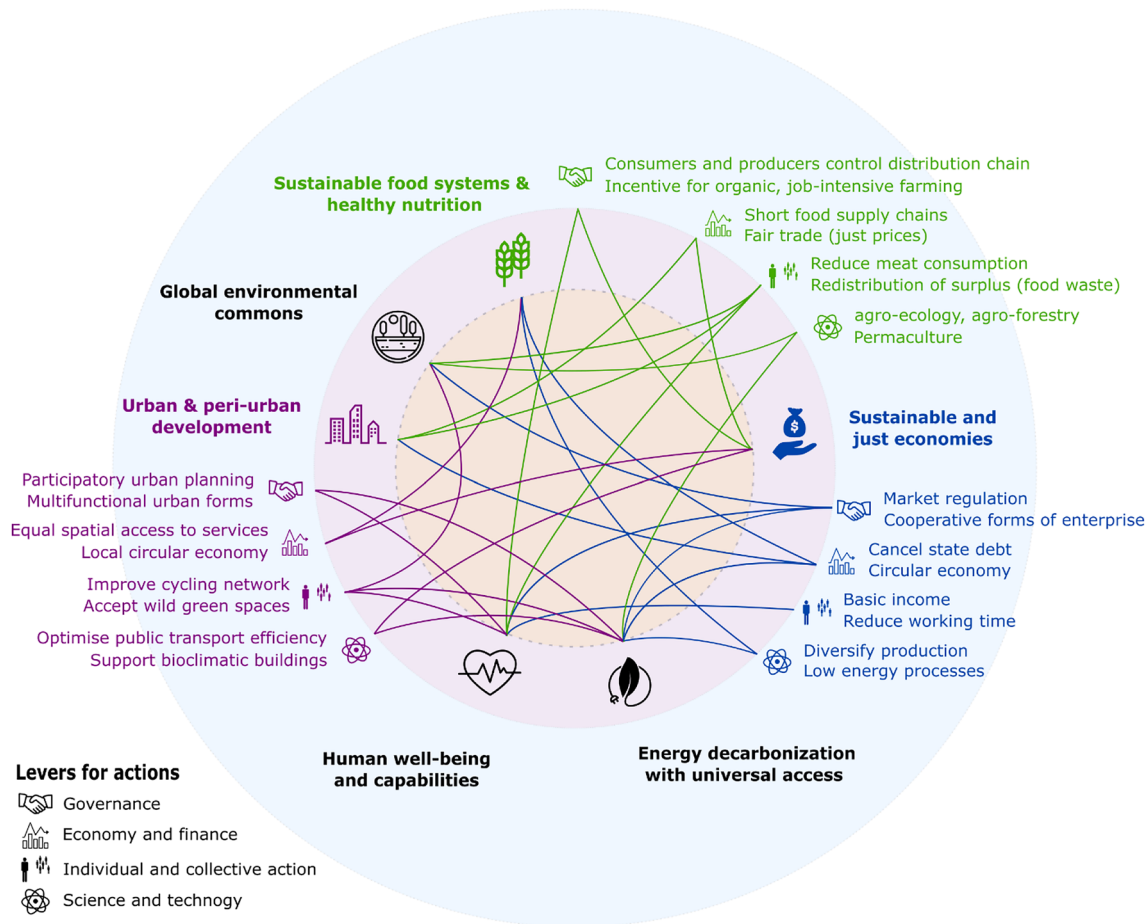 Consumers and producers control distribution chain
Incentive for organic, job-intensive farming
Sustainable food systems &
healthy nutrition
Short food supply chains
Fair trade (just prices)
Reduce meat consumption
Redistribution of surplus (food waste)
Global environmental
commons
agro-ecology, agro-forestry
Permaculture
Urban & peri-urban
development
$
Sustainable and
just economies
Participatory urban planning
Multifunctional urban forms
Market regulation
Cooperative forms of enterprise
Equal spatial access to services
Local circular economy
Cancel state debt
Circular economy
Improve cycling network
Accept wild green spaces
Basic income
Reduce working time
Optimise public transport efficiency
Support bioclimatic buildings
Diversify production
Low energy processes
Human well-being
and capabilities
Energy decarbonization
with universal access
Levers for actions
Governance
Economy and finance
Individual and collective action
Science and technogy